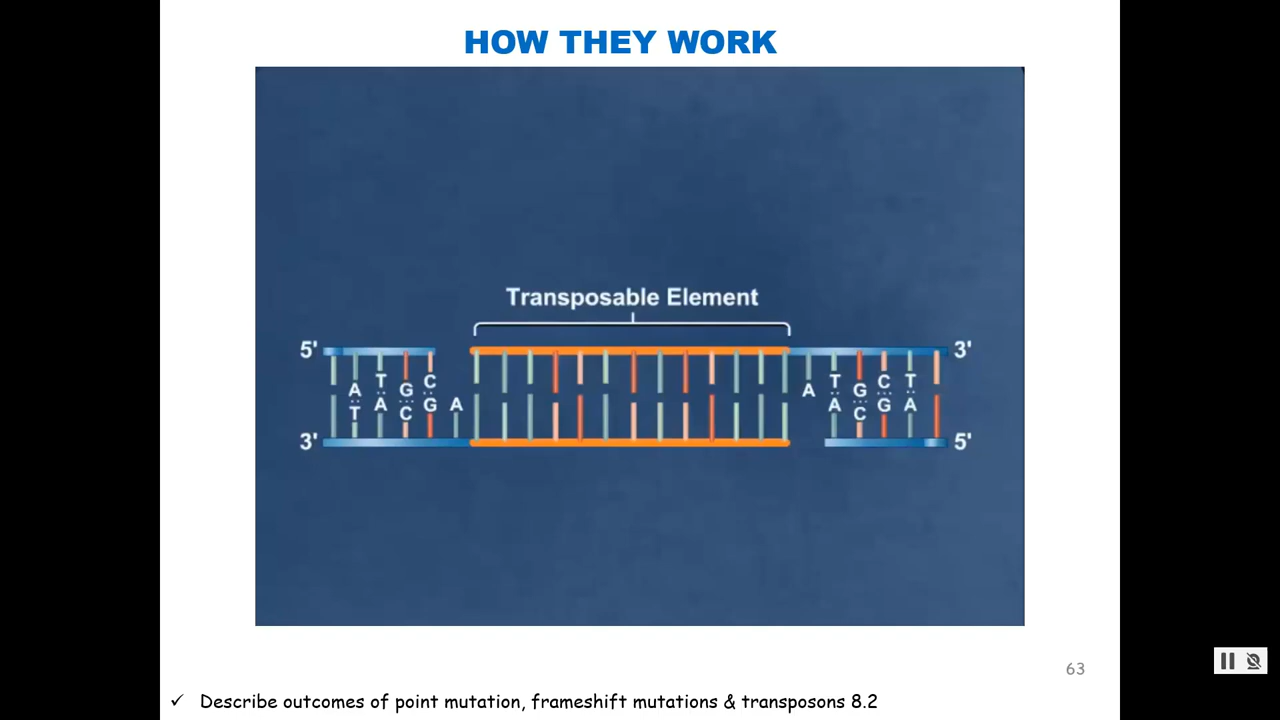 HOW THEY WORK
Transposable Element
5' 3'
A T G C A T G C T
T A C G A A C G A
3' 5'
63
✓ Describe outcomes of point mutation, frameshift mutations & transposons 8.2